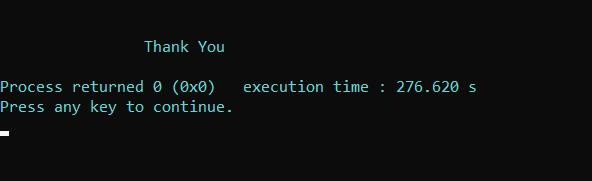 Thank You
Process returned 0 (0x0)   execution time : 276.620 s
Press any key to continue.